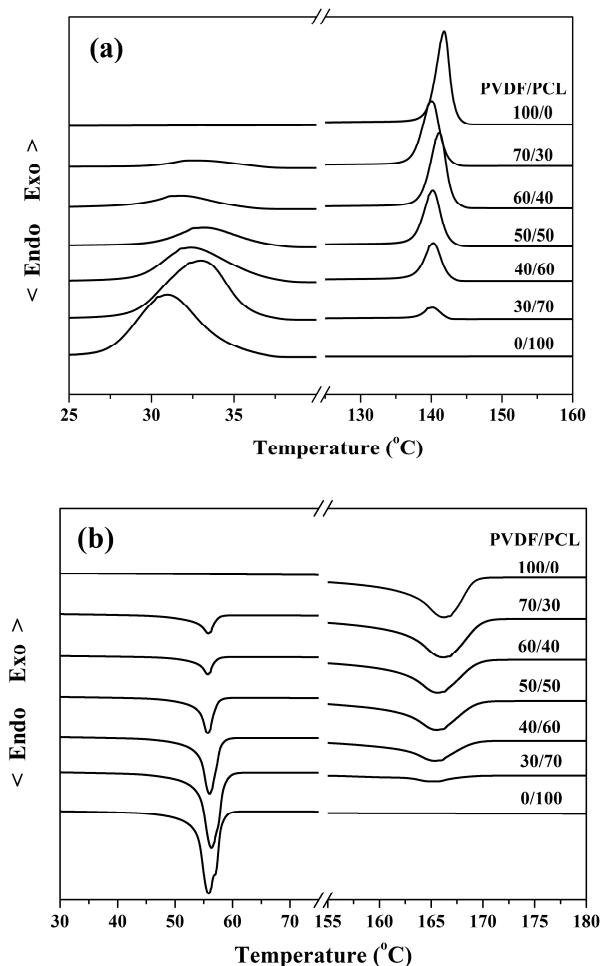 (a)
PVDF/PCL
100/0
70/30
60/40
50/50
40/60
30/70
0/100
< Endo Exo >
25 30 35 130 140 150 160
Temperature (°C)
(b)
PVDF/PCL
100/0
70/30
60/40
50/50
40/60
30/70
0/100
< Endo Exo >
30 40 50 60 70 155 160 165 170 175 180
Temperature (°C)